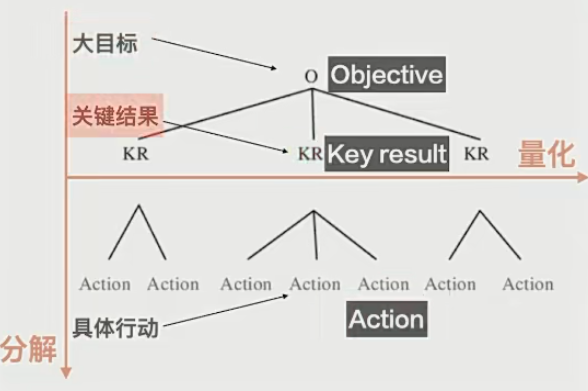 大目标
O Objective
关键结果
KR KR Key result KR
量化
Action Action Action Action Action Action Action
具体行动
Action
分解